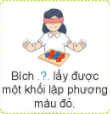 Bích .?. lấy được
một khối lập phương
màu đỏ.